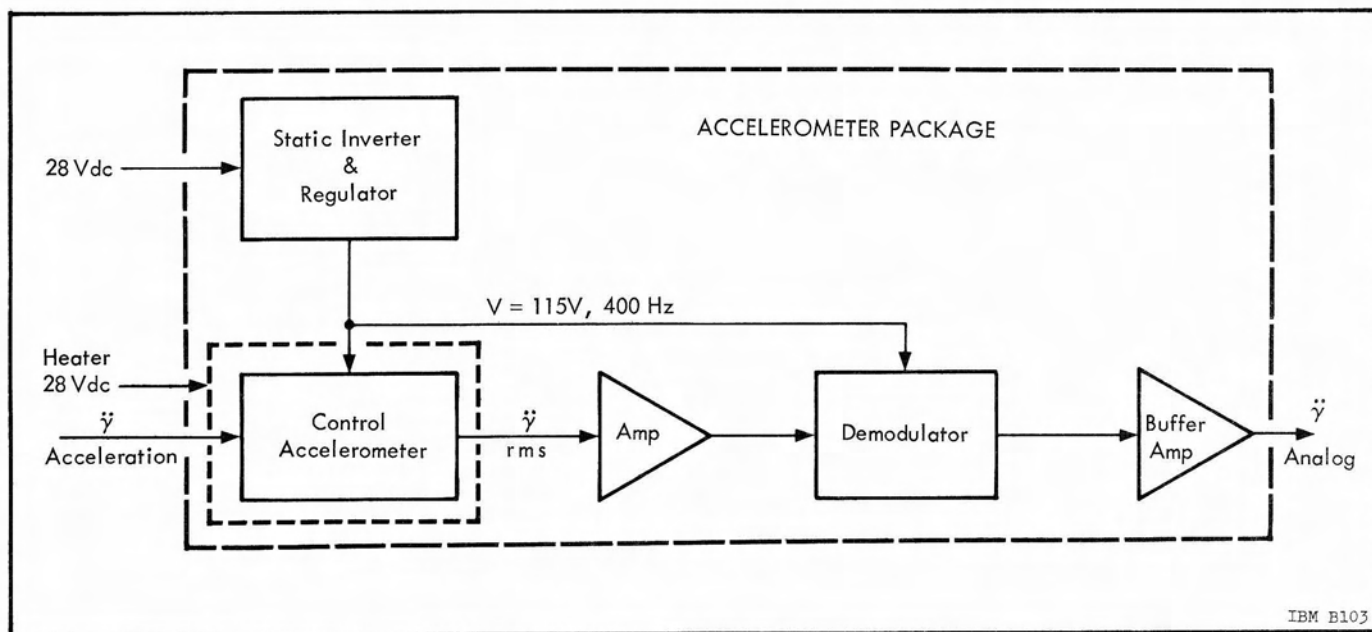 ACCELEROMETER PACKAGE
Static Inverter
&
Regulator
28 Vdc
V = 115V, 400 Hz
Heater
28 Vdc
γ̈
Acceleration
Control
Accelerometer
γ̈
rms
Amp
Demodulator
Buffer
Amp
γ̈
Analog
IBM B103